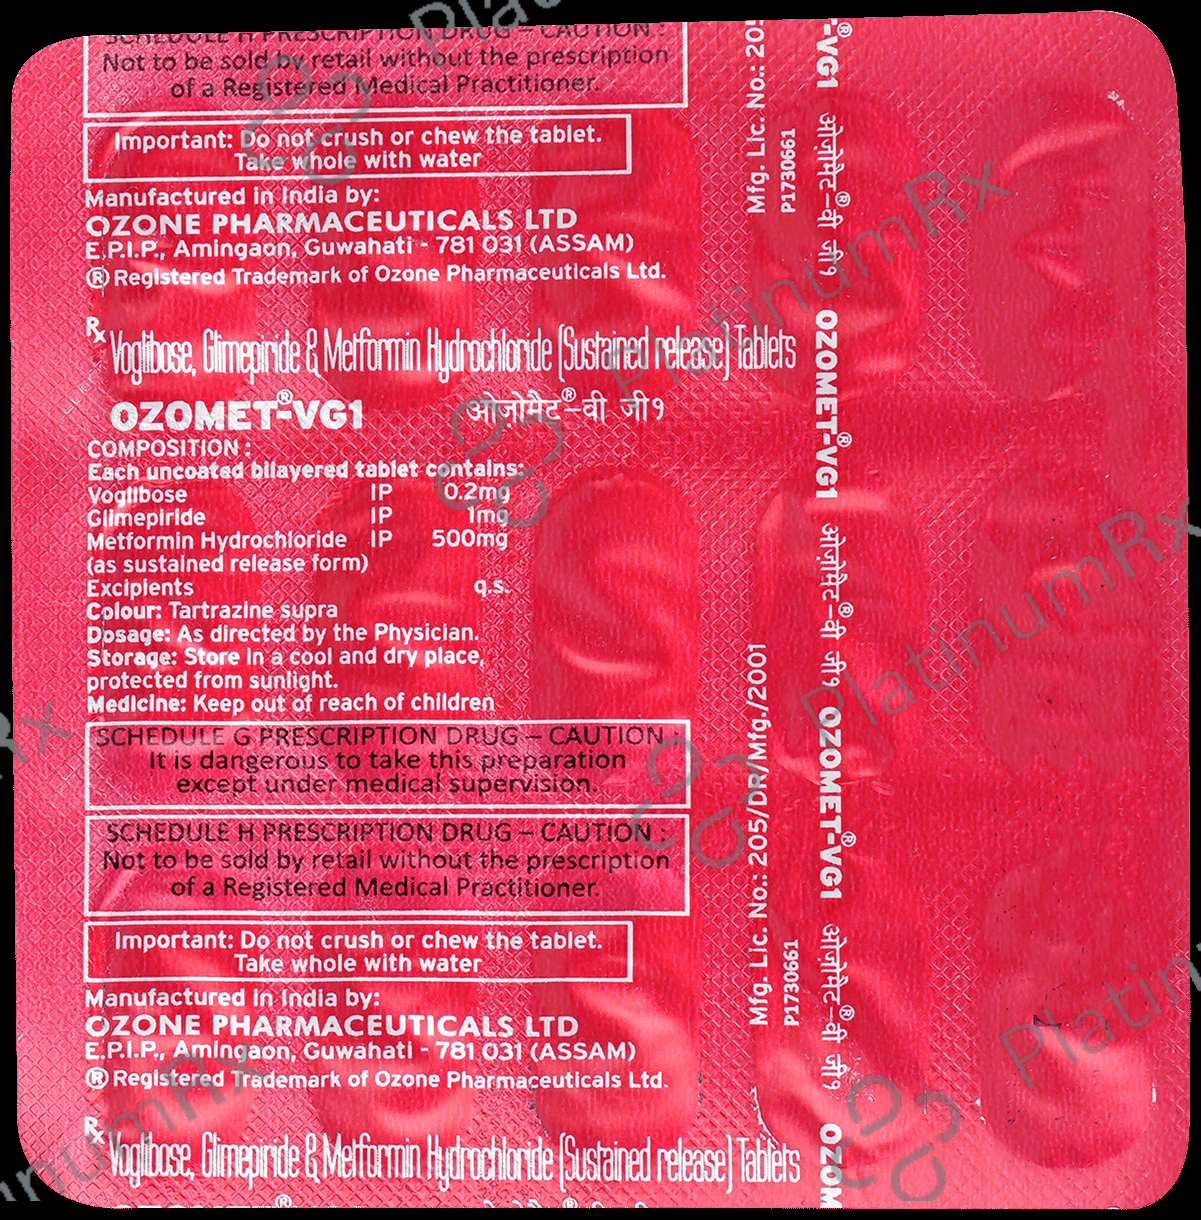 SCHEDULE H PRESCRIPTION DRUG – CAUTION :
Not to be sold by retail without the prescription
of a Registered Medical Practitioner.
Important: Do not crush or chew the tablet.
Take whole with water
Manufactured in India by:
OZONE PHARMACEUTICALS LTD
E.P.I.P., Amingaon, Guwahati - 781 031 (ASSAM)
® Registered Trademark of Ozone Pharmaceuticals Ltd.
Rx Voglibose, Glimepiride & Metformin Hydrochloride (Sustained release) Tablets
OZOMET®-VG1 ओज़ोमैट®-वी जी१
COMPOSITION :
Each uncoated bilayered tablet contains:
Voglibose IP 0.2mg
Glimepiride IP 1mg
Metformin Hydrochloride IP 500mg
(as sustained release form)
Excipients q.s.
Colour: Tartrazine supra
Dosage: As directed by the Physician.
Storage: Store in a cool and dry place,
protected from sunlight.
Medicine: Keep out of reach of children
SCHEDULE G PRESCRIPTION DRUG – CAUTION :
It is dangerous to take this preparation
except under medical supervision.
SCHEDULE H PRESCRIPTION DRUG – CAUTION :
Not to be sold by retail without the prescription
of a Registered Medical Practitioner.
Important: Do not crush or chew the tablet.
Take whole with water
Manufactured in India by:
OZONE PHARMACEUTICALS LTD
E.P.I.P., Amingaon, Guwahati - 781 031 (ASSAM)
® Registered Trademark of Ozone Pharmaceuticals Ltd.
Rx Voglibose, Glimepiride & Metformin Hydrochloride (Sustained release) Tablets
Mfg. Lic. No.: 205
P1730661
Mfg. Lic. No.: 205/DR/Mfg./2001
P1730661
-VG1 ओज़ोमैट®-वी जी१ OZOMET®-VG1 ओज़ोमैट®-वी जी१ OZOMET®-VG1 ओज़ोमैट®-वी जी१ OZOM
PlatinumRx
PlatinumRx
PlatinumRx